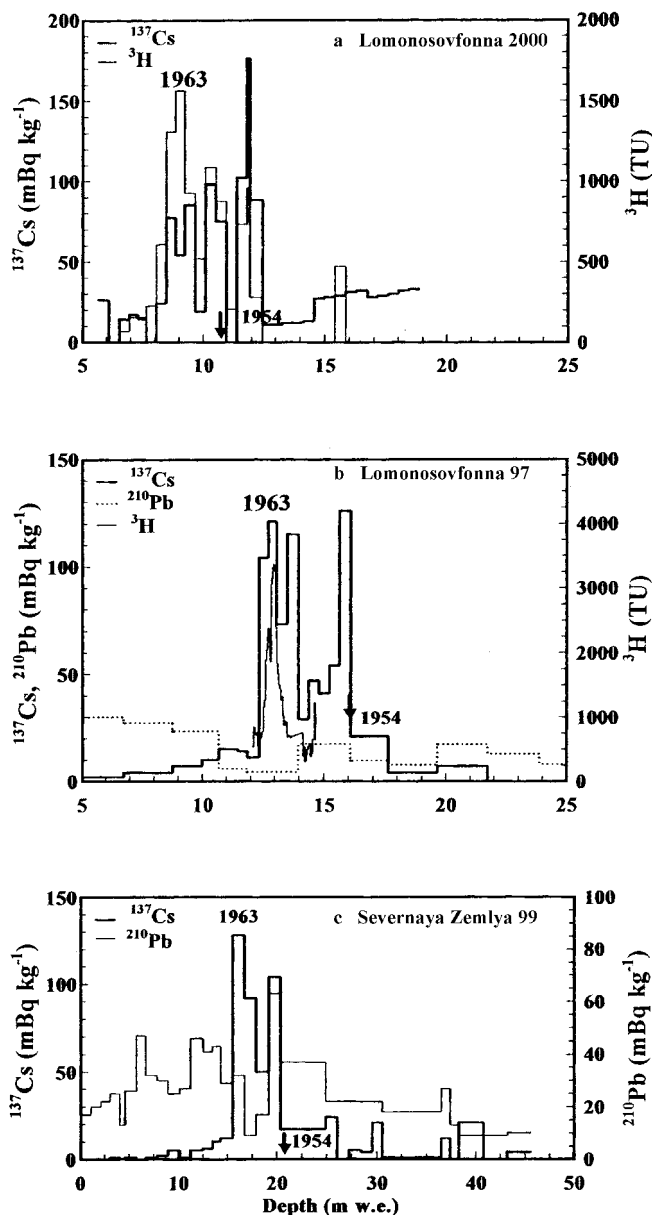 200
150
100
50
0
¹³⁷Cs (mBq kg⁻¹)
¹³⁷Cs
³H
a Lomonosovfonna 2000
1963
1954
2000
1500
1000
500
0
³H (TU)
5 10 15 20 25
150
100
50
0
¹³⁷Cs, ²¹⁰Pb (mBq kg⁻¹)
¹³⁷Cs
²¹⁰Pb
³H
b Lomonosovfonna 97
1963
1954
5000
4000
3000
2000
1000
0
³H (TU)
5 10 15 20 25
150
100
50
0
¹³⁷Cs (mBq kg⁻¹)
¹³⁷Cs
²¹⁰Pb
1963
c Severnaya Zemlya 99
1954
100
80
60
40
20
0
²¹⁰Pb (mBq kg⁻¹)
0 10 20 30 40 50
Depth (m w.e.)